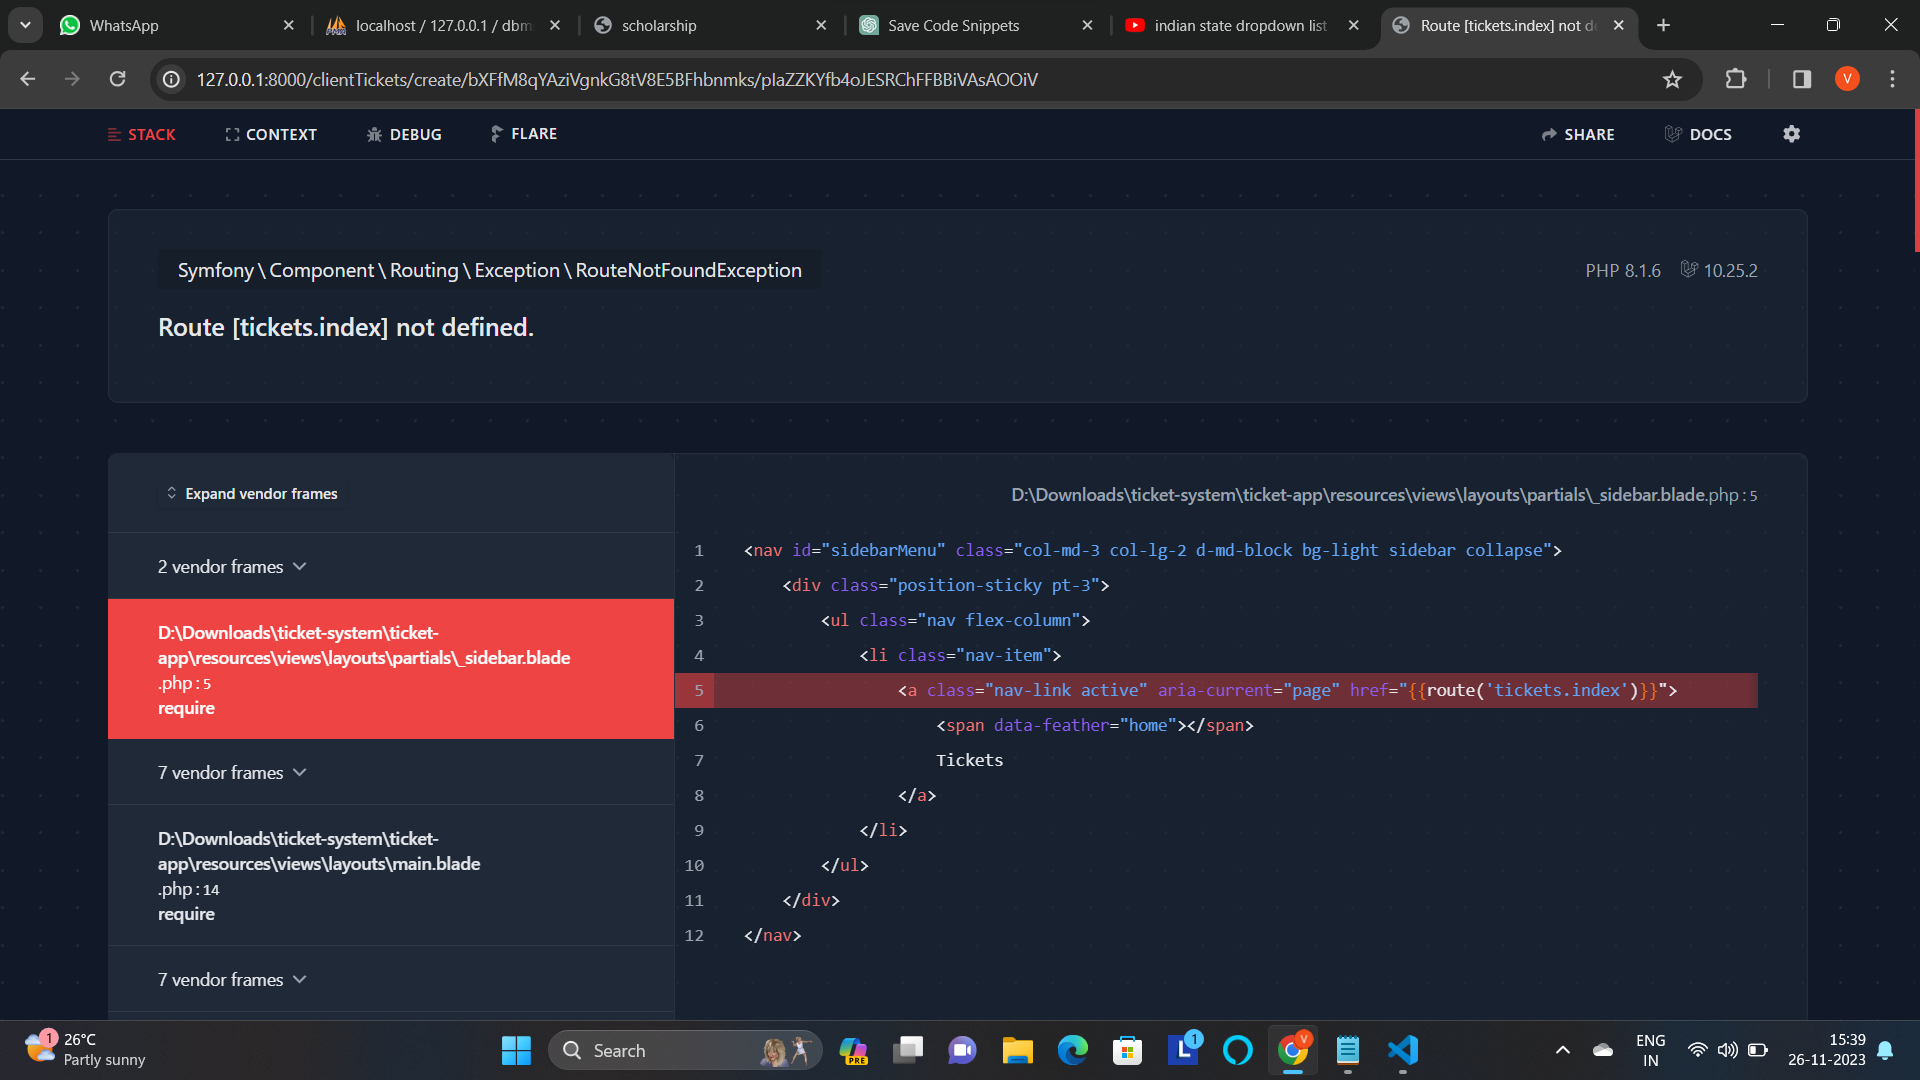 WhatsApp
localhost / 127.0.0.1 / dbm
scholarship
Save Code Snippets
indian state dropdown list
Route [tickets.index] not de
127.0.0.1:8000/clientTickets/create/bXFfM8qYAziVgnkG8tV8E5BFhbnmks/pIaZZKYfb4oJESRChFFBBiVAsAOOiV
V
STACK
CONTEXT
DEBUG
FLARE
SHARE
DOCS
Symfony\Component\Routing\Exception\RouteNotFoundException
PHP 8.1.6
10.25.2
Route [tickets.index] not defined.
Expand vendor frames
2 vendor frames
D:\Downloads\ticket-system\ticket-
app\resources\views\layouts\partials\_sidebar.blade
.php : 5
require
7 vendor frames
D:\Downloads\ticket-system\ticket-
app\resources\views\layouts\main.blade
.php : 14
require
7 vendor frames
D:\Downloads\ticket-system\ticket-app\resources\views\layouts\partials\_sidebar.blade.php : 5
1 <nav id="sidebarMenu" class="col-md-3 col-lg-2 d-md-block bg-light sidebar collapse">
2 <div class="position-sticky pt-3">
3 <ul class="nav flex-column">
4 <li class="nav-item">
5 <a class="nav-link active" aria-current="page" href="{{route('tickets.index')}}">
6 <span data-feather="home"></span>
7 Tickets
8 </a>
9 </li>
10 </ul>
11 </div>
12 </nav>
1
26°C
Partly sunny
Search
PRE
L
1
V
ENG
IN
15:39
26-11-2023